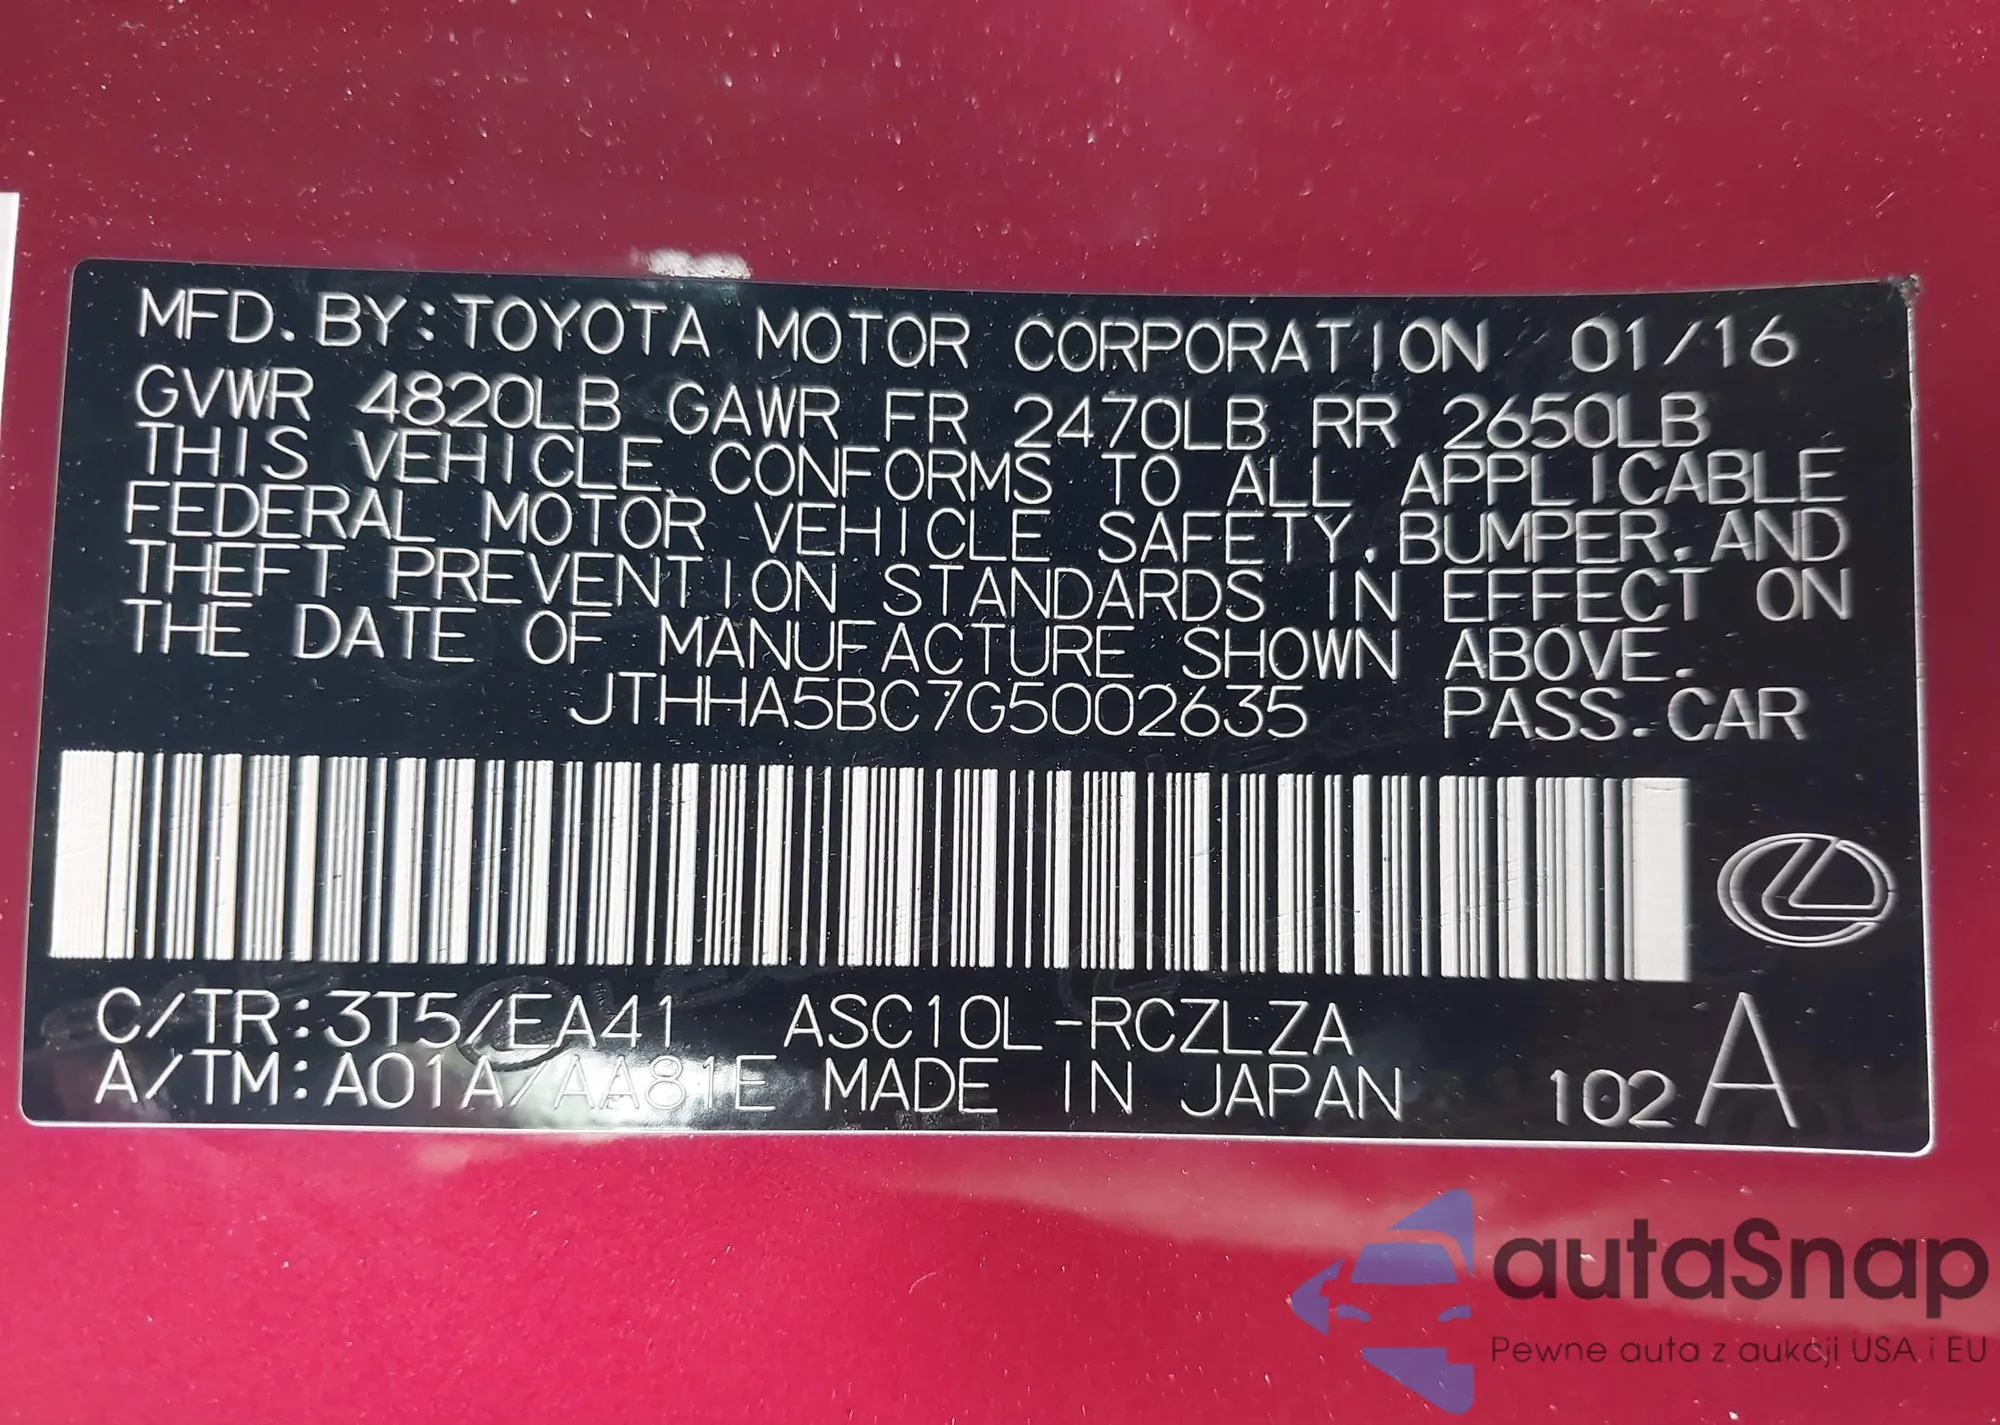 MFD.BY:TOYOTA MOTOR CORPORATION 01/16
GVWR 4820LB GAWR FR 2470LB RR 2650LB
THIS VEHICLE CONFORMS TO ALL APPLICABLE
FEDERAL MOTOR VEHICLE SAFETY,BUMPER,AND
THEFT PREVENTION STANDARDS IN EFFECT ON
THE DATE OF MANUFACTURE SHOWN ABOVE.
JTHHA5BC7G5002635 PASS.CAR
C/TR:3T5/EA41 ASC10L-RCZLZA
A/TM:A01A/AA81E MADE IN JAPAN 102 A
autaSnap
Pewne auta z aukcji USA i EU